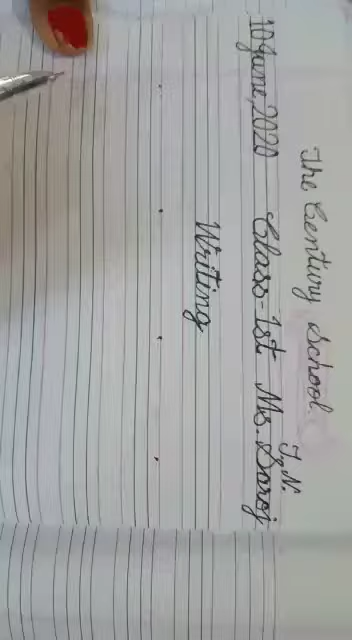 The Century School.
T.N.
10 June, 2020 Class-1st Ms. Saroj
Writing